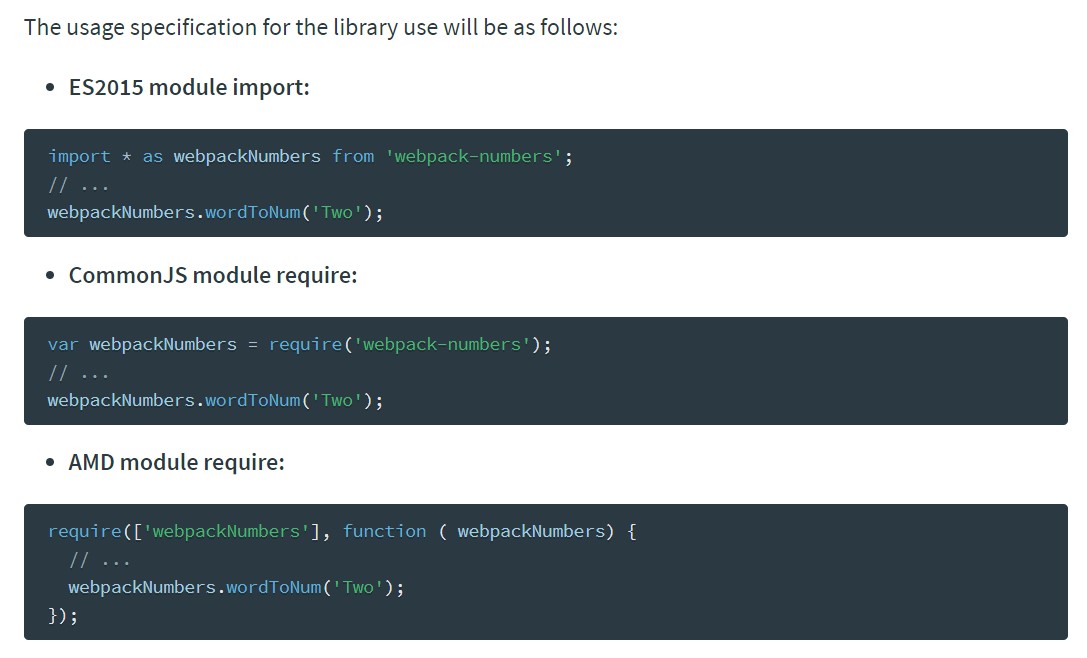 The usage specification for the library use will be as follows:
• ES2015 module import:
import * as webpackNumbers from 'webpack-numbers';
// ...
webpackNumbers.wordToNum('Two');
• CommonJS module require:
var webpackNumbers = require('webpack-numbers');
// ...
webpackNumbers.wordToNum('Two');
• AMD module require:
require(['webpackNumbers'], function ( webpackNumbers) {
  // ...
  webpackNumbers.wordToNum('Two');
});